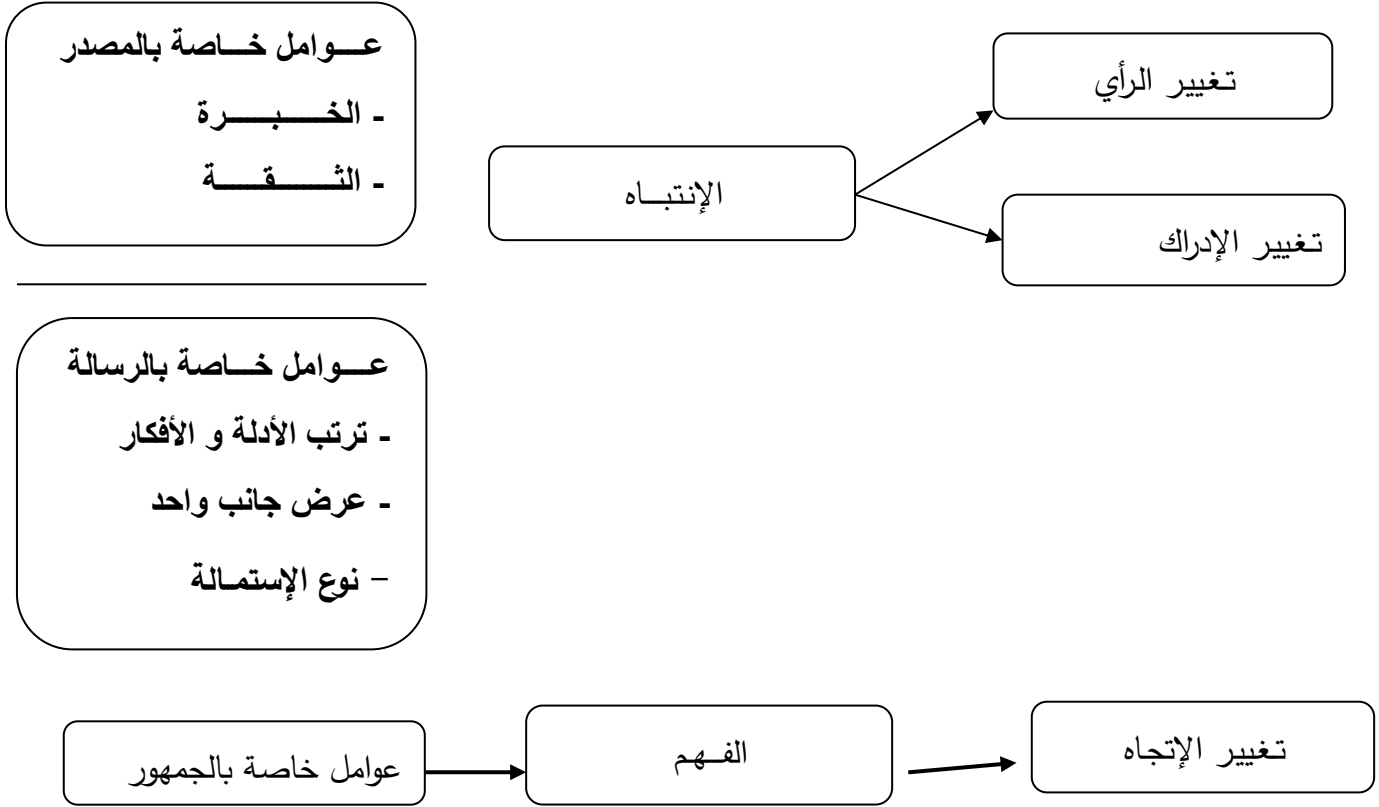 عوامل خاصة بالمصدر
- الخبرة
- الثقة
الإنتباه
تغيير الرأي
تغيير الإدراك
عوامل خاصة بالرسالة
- ترتب الأدلة و الأفكار
- عرض جانب واحد
- نوع الإستمالة
عوامل خاصة بالجمهور
الفهم
تغيير الإتجاه